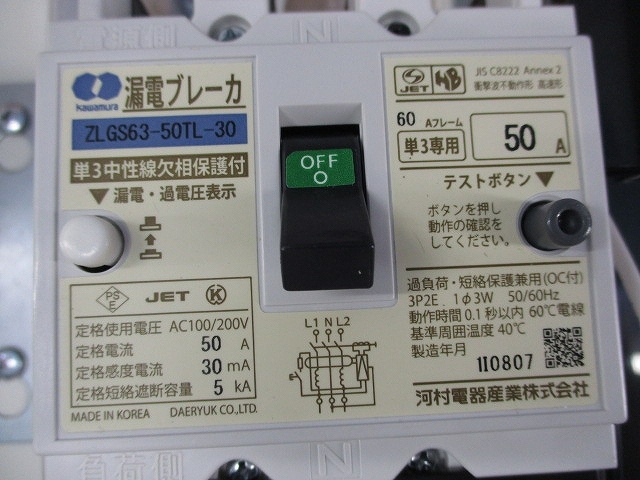 電源側
N
Kawamura
漏電ブレーカ
ZLGS63-50TL-30
単3中性線欠相保護付
▼漏電・過電圧表示
OFF
JET
JIS C8222 Annex 2
衝撃波不動作形 高速形
60 Aフレーム
単3専用
50 A
テストボタン▼
ボタンを押し
動作の確認を
してください。
PS
E
JET
K
定格使用電圧 AC100/200V
定格電流 50 A
定格感度電流 30 mA
定格短絡遮断容量 5 kA
MADE IN KOREA DAERYUK CO.,LTD.
L1 N L2
過負荷・短絡保護兼用(OC付)
3P2E . 1φ3W 50/60Hz
動作時間 0.1 秒以内 60℃電線
基準周囲温度 40℃
製造年月
110807
河村電器産業株式会社
負荷側
N